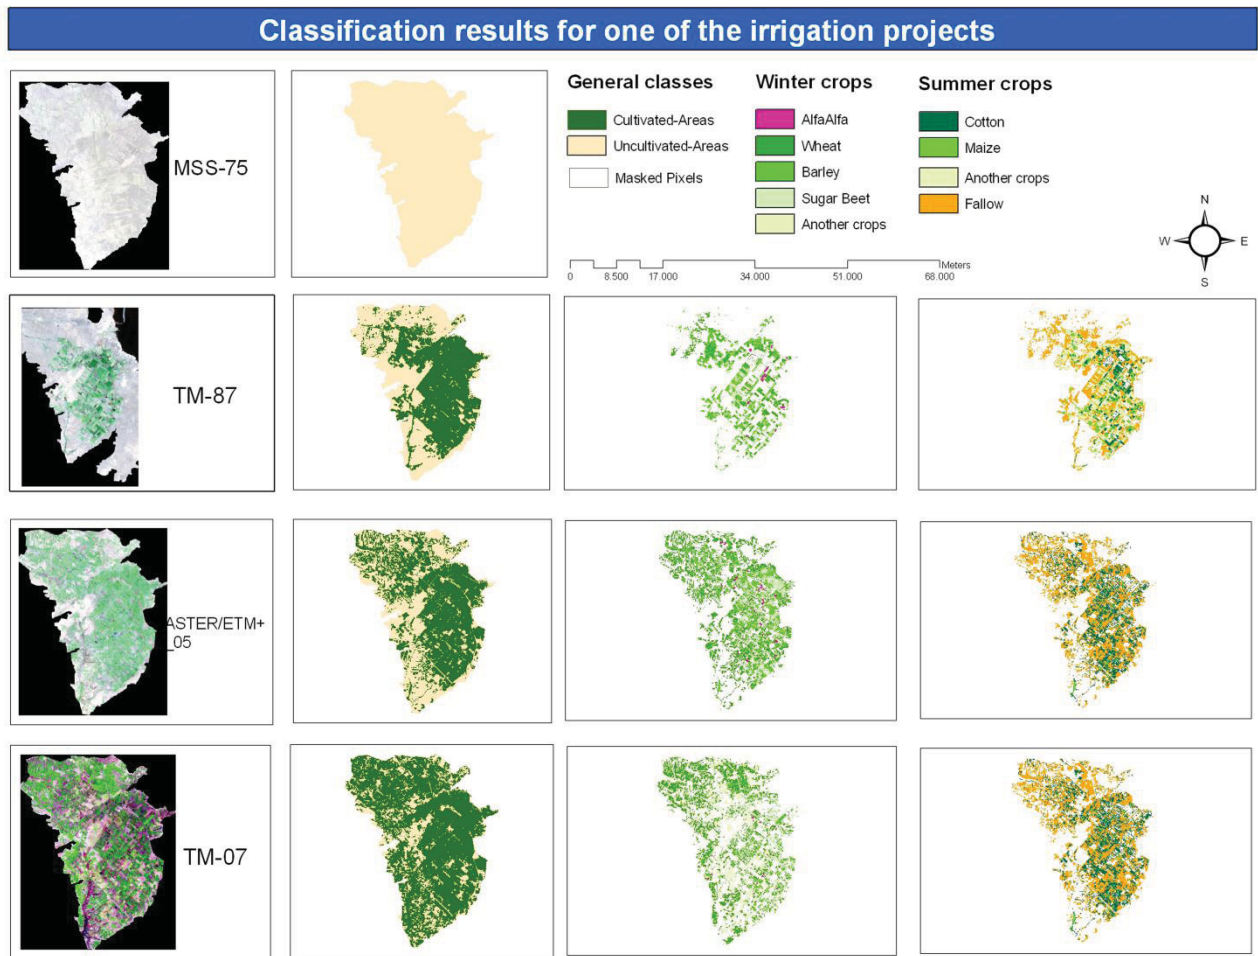 Classification results for one of the irrigation projects
MSS-75
General classes
Cultivated-Areas
Uncultivated-Areas
Masked Pixels
Winter crops
AlfaAlfa
Wheat
Barley
Sugar Beet
Another crops
Summer crops
Cotton
Maize
Another crops
Fallow
N
W
E
S
Meters
0 8.500 17.000 34.000 51.000 68.000
TM-87
ASTER/ETM+
_05
TM-07